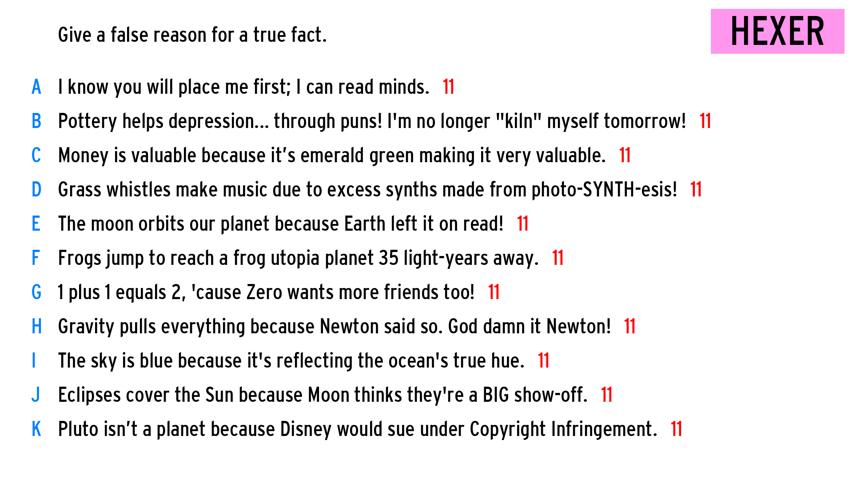 Give a false reason for a true fact.
HEXER
A I know you will place me first; I can read minds. 11
B Pottery helps depression... through puns! I'm no longer "kiln" myself tomorrow! 11
C Money is valuable because it’s emerald green making it very valuable. 11
D Grass whistles make music due to excess synths made from photo-SYNTH-esis! 11
E The moon orbits our planet because Earth left it on read! 11
F Frogs jump to reach a frog utopia planet 35 light-years away. 11
G 1 plus 1 equals 2, 'cause Zero wants more friends too! 11
H Gravity pulls everything because Newton said so. God damn it Newton! 11
I The sky is blue because it's reflecting the ocean's true hue. 11
J Eclipses cover the Sun because Moon thinks they're a BIG show-off. 11
K Pluto isn’t a planet because Disney would sue under Copyright Infringement. 11